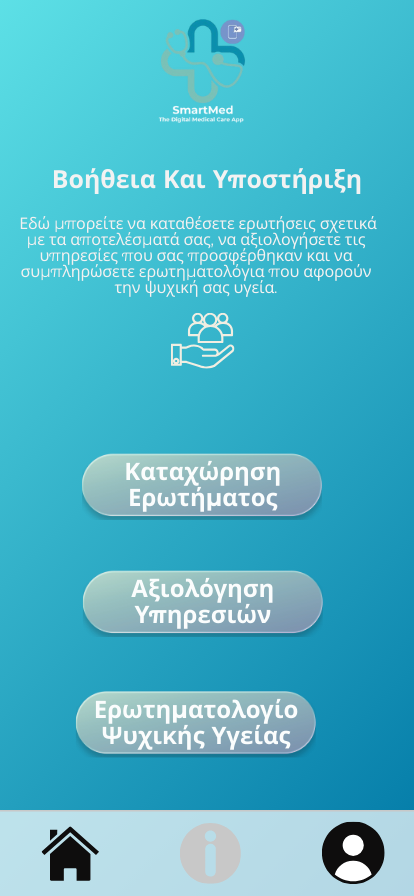 SmartMed
The Digital Medical Care App
Βοήθεια Και Υποστήριξη
Εδώ μπορείτε να καταθέσετε ερωτήσεις σχετικά
με τα αποτελέσματά σας, να αξιολογήσετε τις
υπηρεσίες που σας προσφέρθηκαν και να
συμπληρώσετε ερωτηματολόγια που αφορούν
την ψυχική σας υγεία.
Καταχώρηση
Ερωτήματος
Αξιολόγηση
Υπηρεσιών
Ερωτηματολογίο
Ψυχικής Υγείας